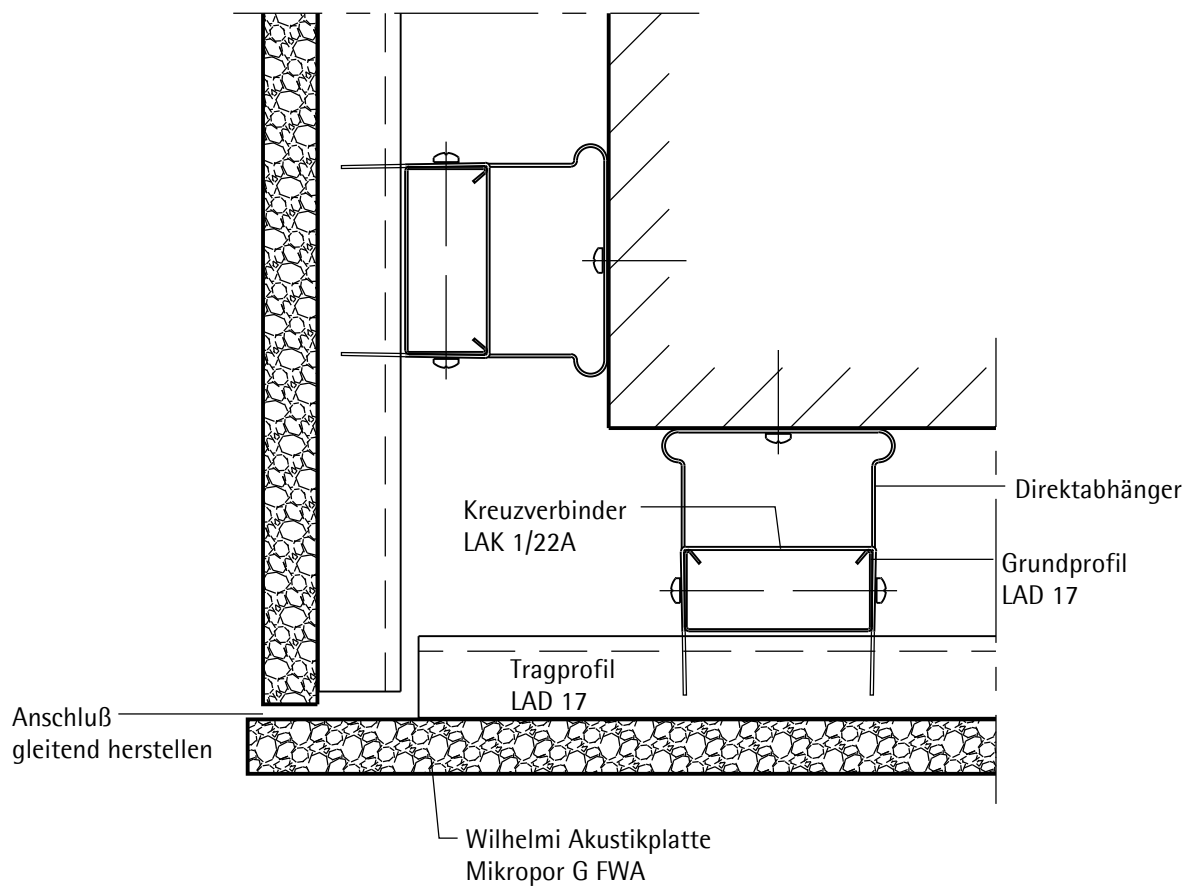 Direktabhänger
Kreuzverbinder
LAK 1/22A
Grundprofil
LAD 17
Tragprofil
LAD 17
Anschluß
gleitend herstellen
Wilhelmi Akustikplatte
Mikropor G FWA